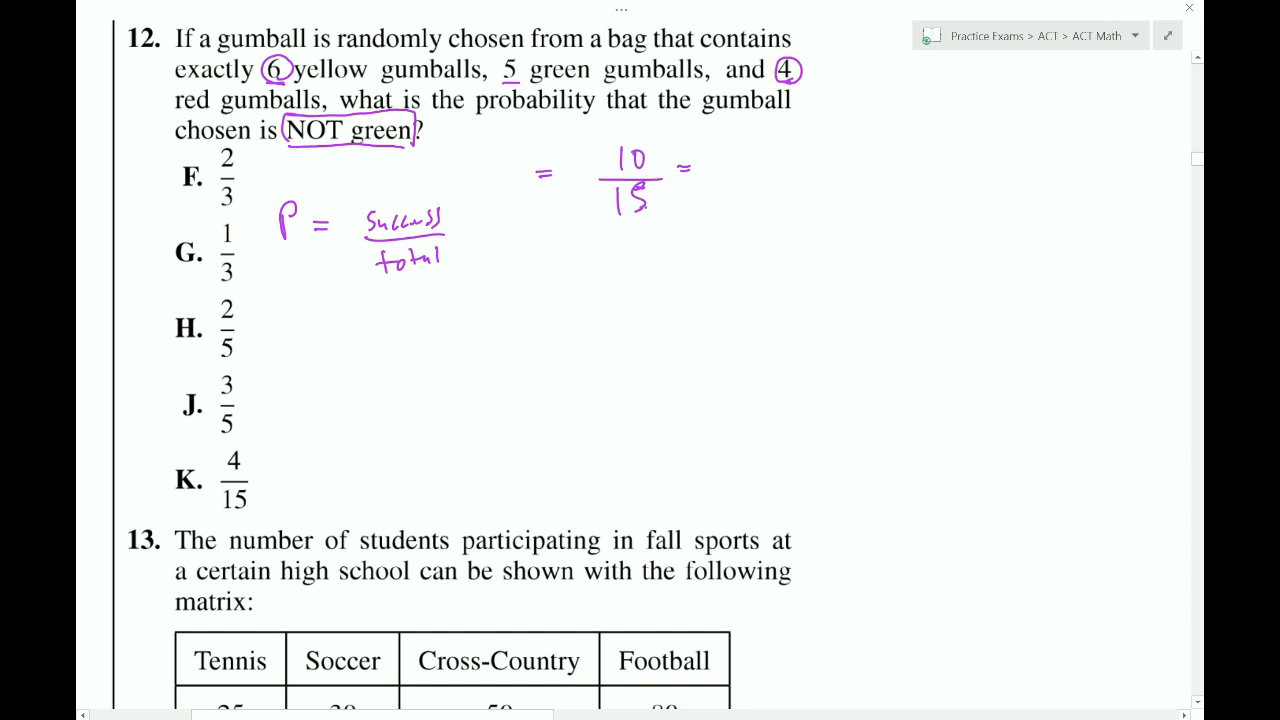 Practice Exams > ACT > ACT Math
12. If a gumball is randomly chosen from a bag that contains
exactly 6 yellow gumballs, 5 green gumballs, and 4
red gumballs, what is the probability that the gumball
chosen is NOT green?
F. 2/3
P = success/total
= 10/15 =
G. 1/3
H. 2/5
J. 3/5
K. 4/15
13. The number of students participating in fall sports at
a certain high school can be shown with the following
matrix:
Tennis Soccer Cross-Country Football